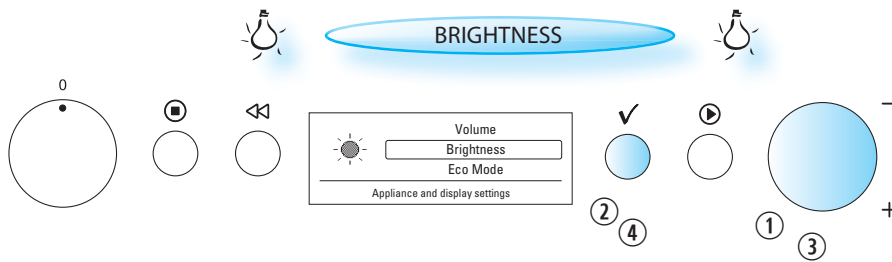 BRIGHTNESS
0
Volume
Brightness
Eco Mode
Appliance and display settings
–
+
② ④
① ③